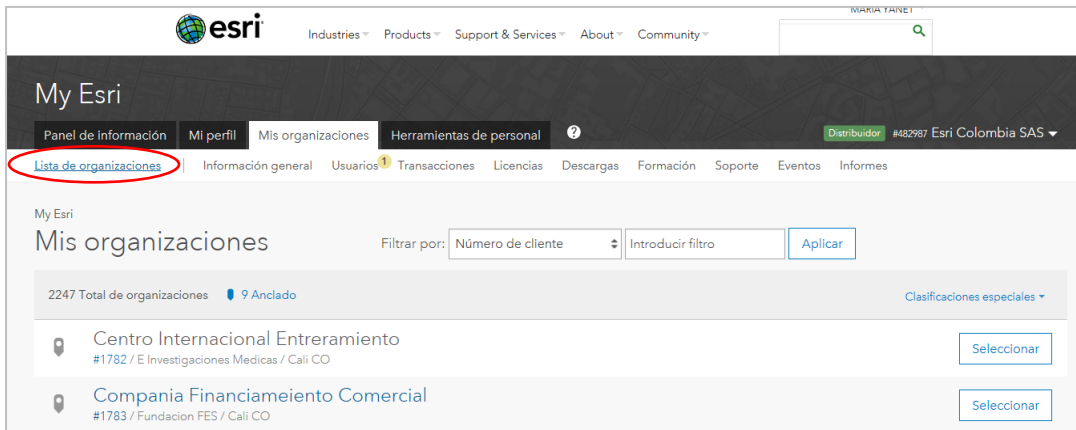 MARIA YANET
esri
Industries Products Support & Services About Community
My Esri
Panel de información Mi perfil Mis organizaciones Herramientas de personal ? Distribuidor #482987 Esri Colombia SAS
Lista de organizaciones Información general Usuarios 1 Transacciones Licencias Descargas Formación Soporte Eventos Informes
My Esri
Mis organizaciones Filtrar por: Número de cliente Introducir filtro Aplicar
2247 Total de organizaciones 9 Anclado Clasificaciones especiales
Centro Internacional Entreramiento
#1782 / E Investigaciones Medicas / Cali CO Seleccionar
Compania Financiameiento Comercial
#1783 / Fundacion FES / Cali CO Seleccionar